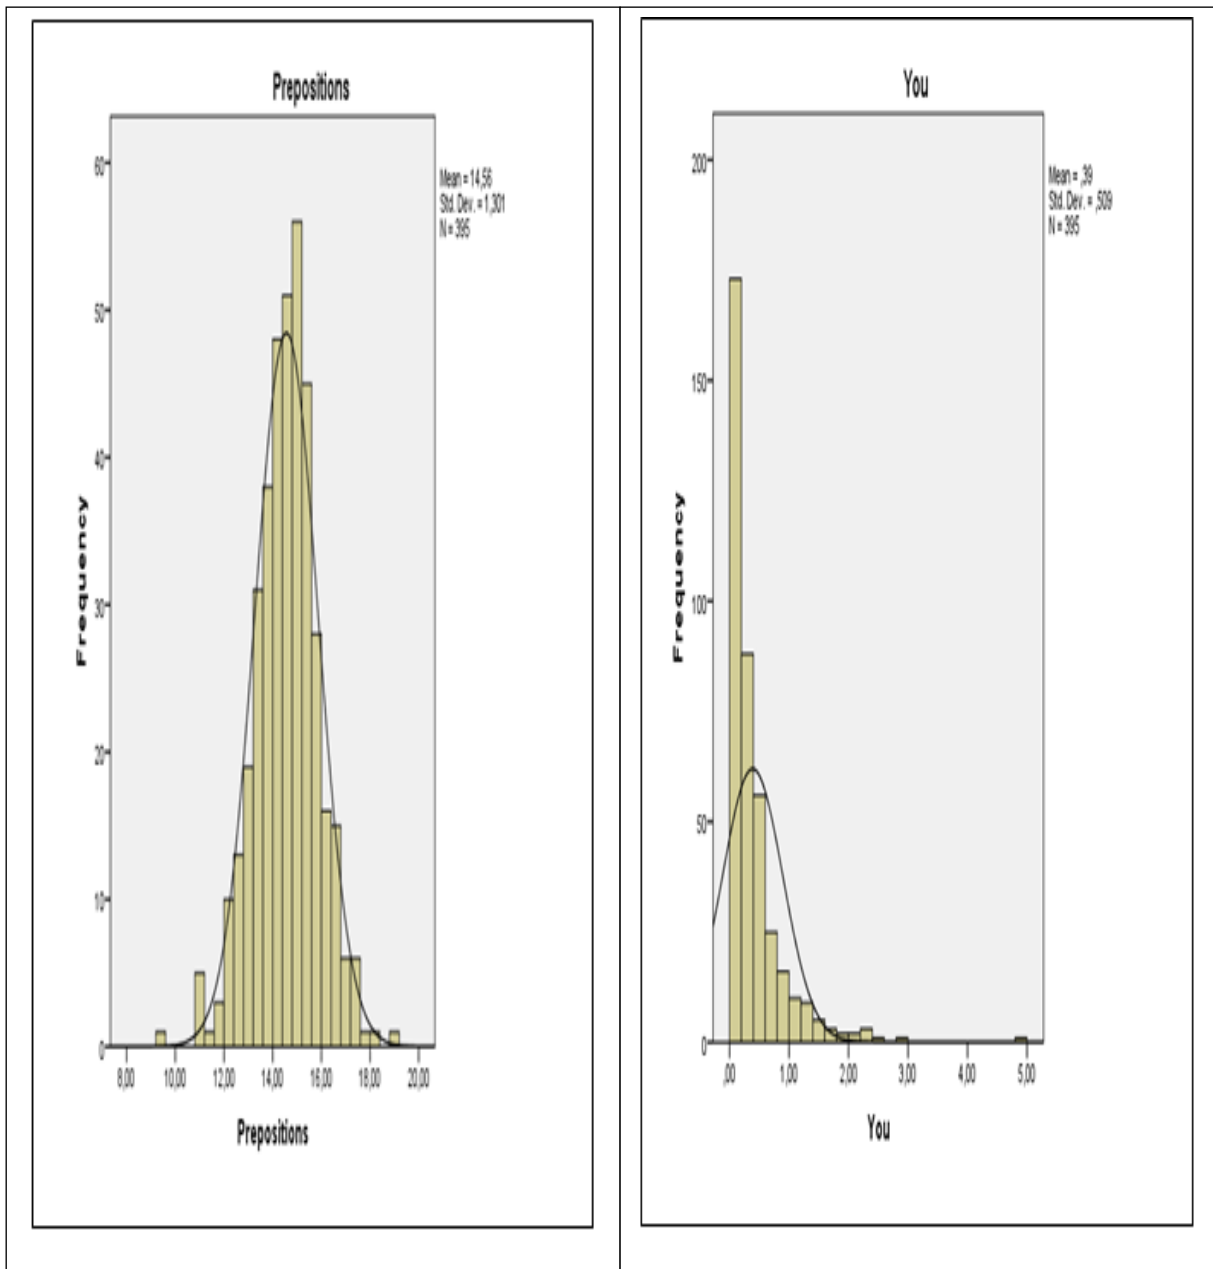 Prepositions
Mean = 14,56
Std. Dev. = 1,301
N = 395
60
50
40
30
20
10
0
Frequency
8,00 10,00 12,00 14,00 16,00 18,00 20,00
Prepositions
You
Mean = ,39
Std. Dev. = ,509
N = 395
200
150
100
50
0
Frequency
,00 1,00 2,00 3,00 4,00 5,00
You